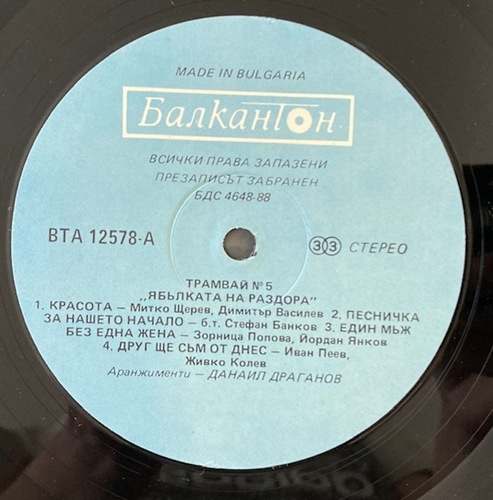 MADE IN BULGARIA
Балкантон
ВСИЧКИ ПРАВА ЗАПАЗЕНИ
ПРЕЗАПИСЪТ ЗАБРАНЕН
БДС 4648-88
ВТА 12578-А
33 СТЕРЕО
ТРАМВАЙ №5
„ЯБЪЛКАТА НА РАЗДОРА"
1. КРАСОТА — Митко Щерев, Димитър Василев 2. ПЕСНИЧКА
ЗА НАШЕТО НАЧАЛО — б.т. Стефан Банков 3. ЕДИН МЪЖ
БЕЗ ЕДНА ЖЕНА — Зорница Попова, Йордан Янков
4. ДРУГ ЩЕ СЪМ ОТ ДНЕС — Иван Пеев,
Живко Колев
Аранжименти — ДАНАИЛ ДРАГАНОВ